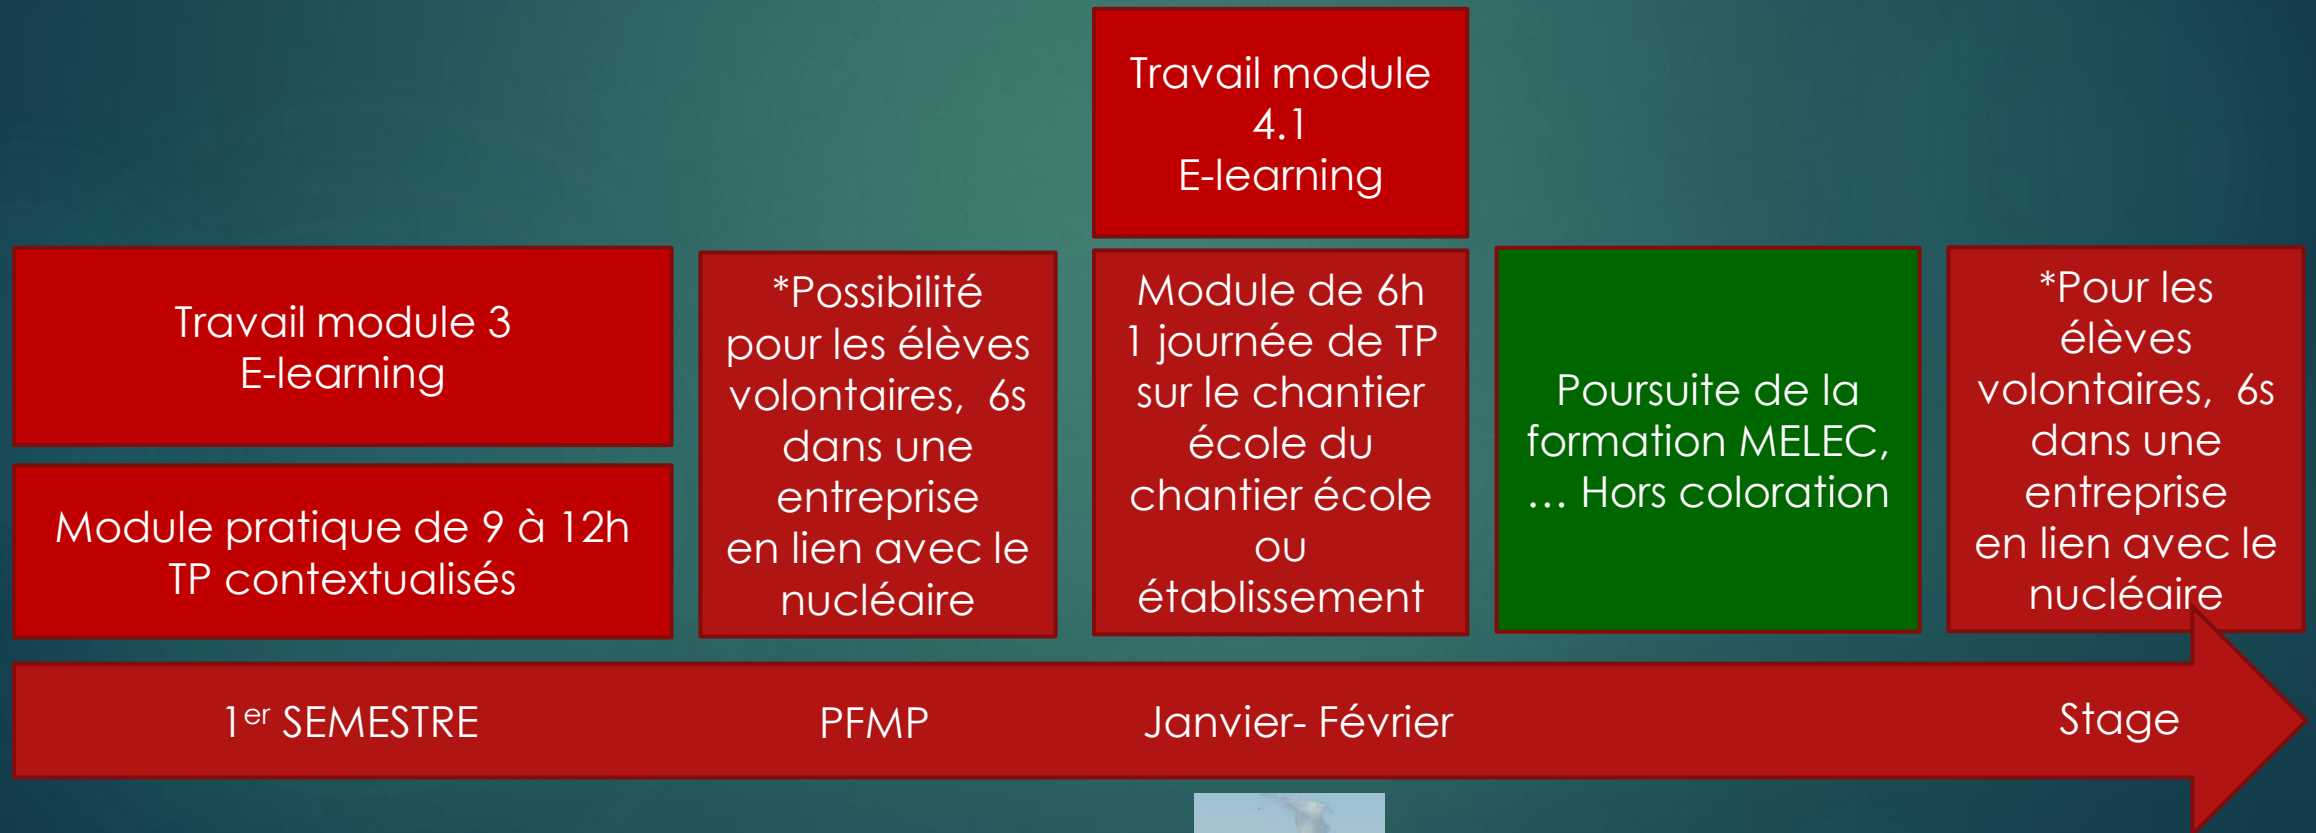 Travail module
4.1
E-learning
Travail module 3
E-learning
Module pratique de 9 à 12h
TP contextualisés
*Possibilité
pour les élèves
volontaires, 6s
dans une
entreprise
en lien avec le
nucléaire
Module de 6h
1 journée de TP
sur le chantier
école du
chantier école
ou
établissement
Poursuite de la
formation MELEC,
… Hors coloration
*Pour les
élèves
volontaires, 6s
dans une
entreprise
en lien avec le
nucléaire
1er SEMESTRE
PFMP
Janvier- Février
Stage